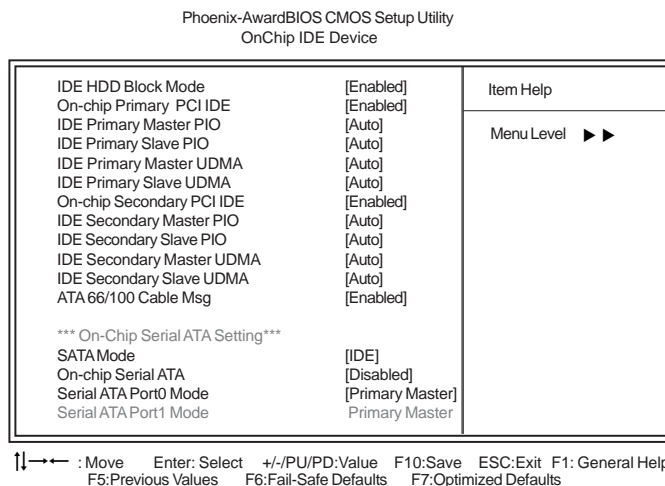 Phoenix-AwardBIOS CMOS Setup Utility
OnChip IDE Device
IDE HDD Block Mode [Enabled]
On-chip Primary PCI IDE [Enabled]
IDE Primary Master PIO [Auto]
IDE Primary Slave PIO [Auto]
IDE Primary Master UDMA [Auto]
IDE Primary Slave UDMA [Auto]
On-chip Secondary PCI IDE [Enabled]
IDE Secondary Master PIO [Auto]
IDE Secondary Slave PIO [Auto]
IDE Secondary Master UDMA [Auto]
IDE Secondary Slave UDMA [Auto]
ATA 66/100 Cable Msg [Enabled]
*** On-Chip Serial ATA Setting***
SATA Mode [IDE]
On-chip Serial ATA [Disabled]
Serial ATA Port0 Mode [Primary Master]
Serial ATA Port1 Mode Primary Master
Item Help
Menu Level ▶▶
↑↓→← : Move Enter: Select +/-/PU/PD:Value F10:Save ESC:Exit F1: General Help
F5:Previous Values F6:Fail-Safe Defaults F7:Optimized Defaults